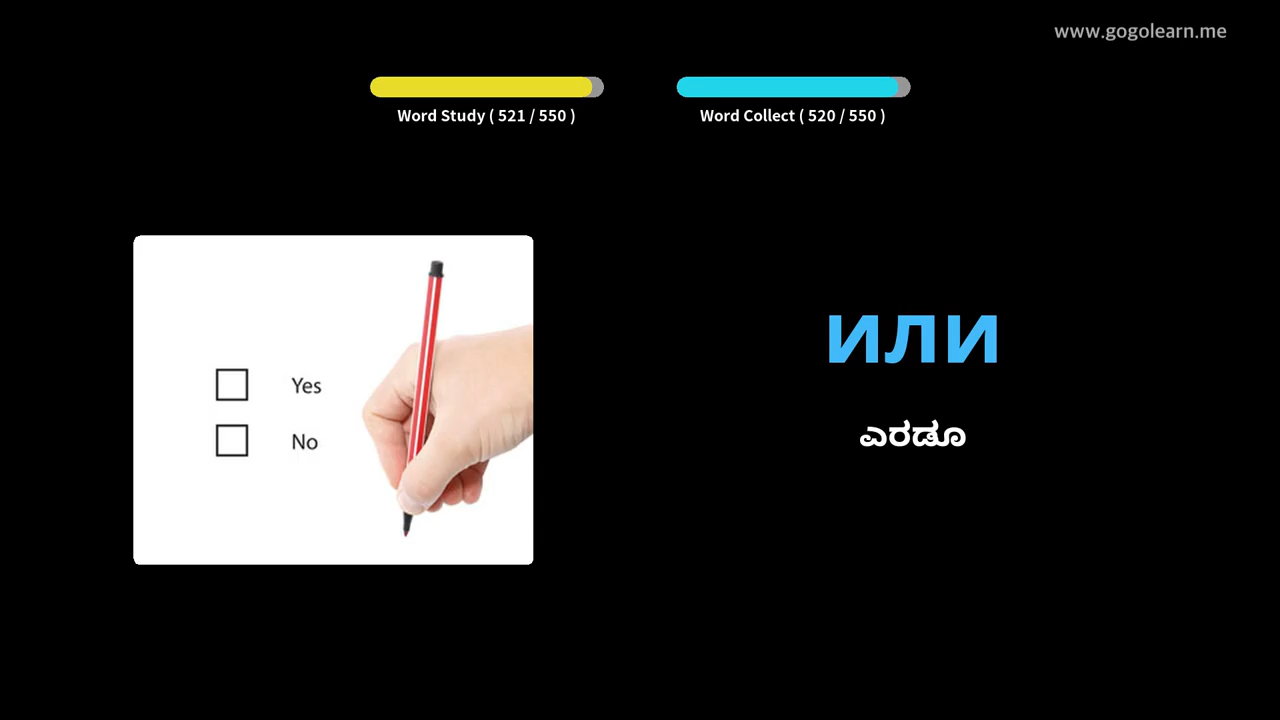 www.gogolearn.me
Word Study ( 521 / 550 )
Word Collect ( 520 / 550 )
Yes
No
или
ಎರಡೂ